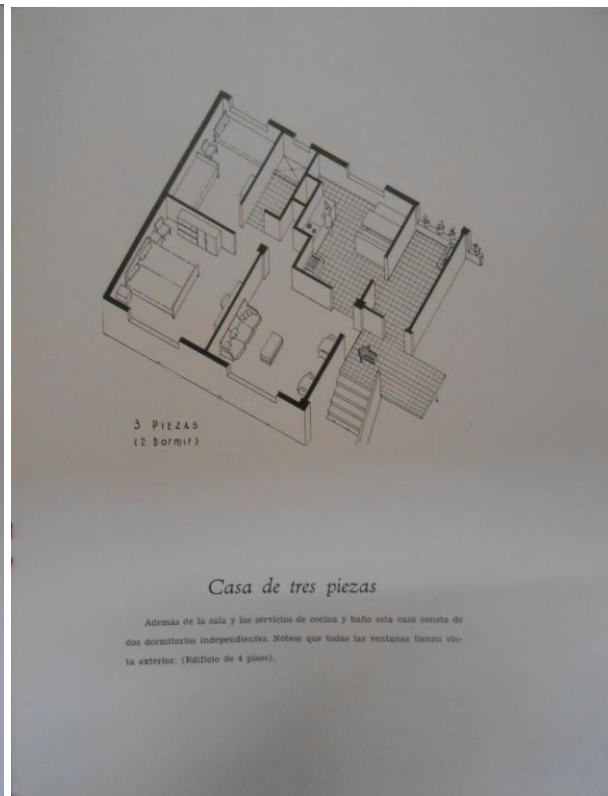 3 PIEZAS
(2 Dormit)
Casa de tres piezas
Además de la sala y los servicios de cocina y baño esta casa consta de
dos dormitorios independientes. Nótese que todas las ventanas tienen vis-
ta exterior. (Edificio de 4 pisos).